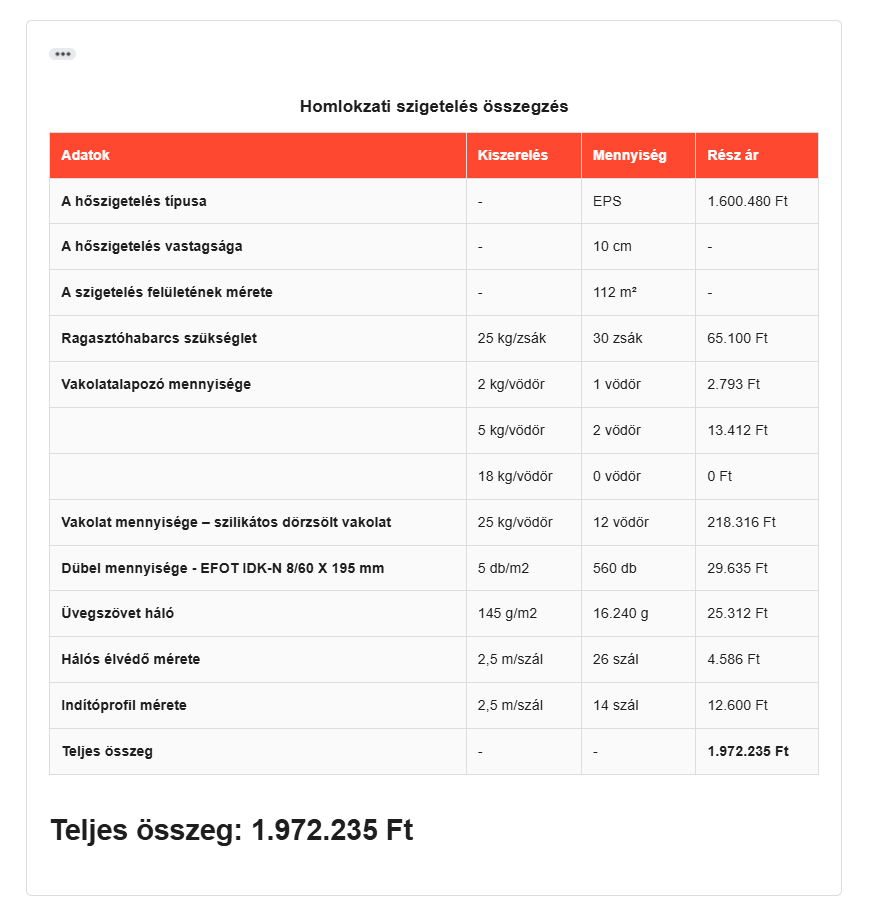 Homlokzati szigetelés összegzés
Adatok Kiszerelés Mennyiség Rész ár
A hőszigetelés típusa - EPS 1.600.480 Ft
A hőszigetelés vastagsága - 10 cm -
A szigetelés felületének mérete - 112 m² -
Ragasztóhabarcs szükséglet 25 kg/zsák 30 zsák 65.100 Ft
Vakolatalapozó mennyisége 2 kg/vödör 1 vödör 2.793 Ft
5 kg/vödör 2 vödör 13.412 Ft
18 kg/vödör 0 vödör 0 Ft
Vakolat mennyisége – szilikátos dörzsölt vakolat 25 kg/vödör 12 vödör 218.316 Ft
Dübel mennyisége - EFOT IDK-N 8/60 X 195 mm 5 db/m2 560 db 29.635 Ft
Üvegszövet háló 145 g/m2 16.240 g 25.312 Ft
Hálós élvédő mérete 2,5 m/szál 26 szál 4.586 Ft
Indítóprofil mérete 2,5 m/szál 14 szál 12.600 Ft
Teljes összeg - - 1.972.235 Ft
Teljes összeg: 1.972.235 Ft